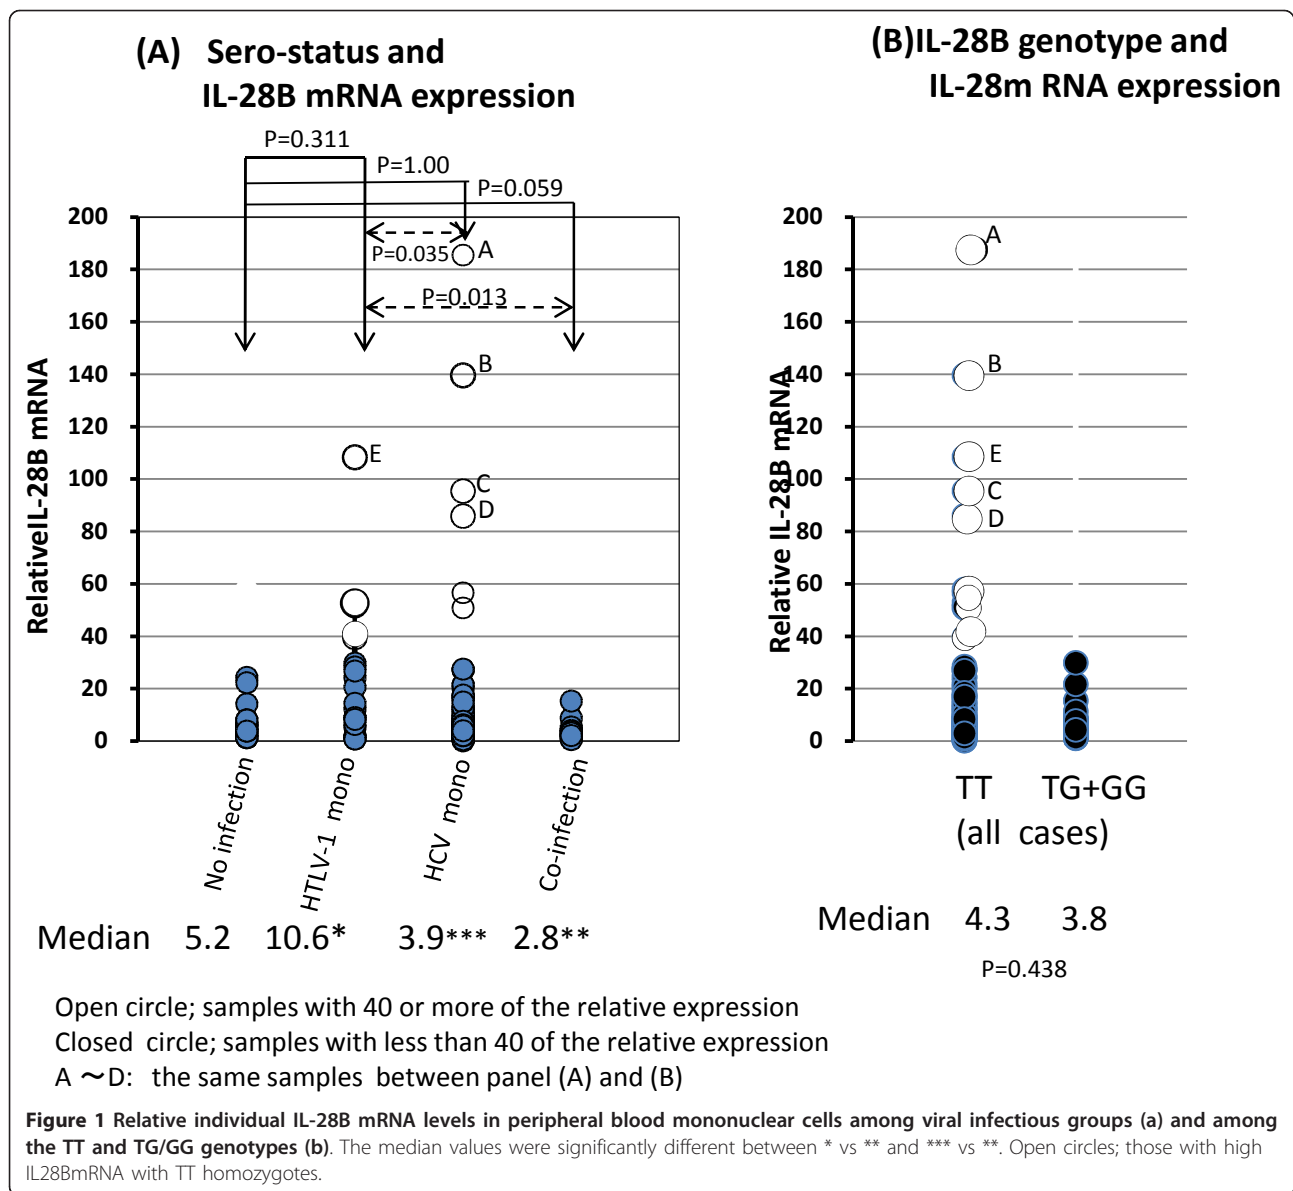 (A) Sero-status and
IL-28B mRNA expression
P=0.311
P=1.00
P=0.059
P=0.035
P=0.013
200
180
160
140
120
100
80
60
40
20
0
RelativeIL-28B mRNA
A
B
E
C
D
No infection
HTLV-1 mono
HCV mono
Co-infection
Median 5.2 10.6* 3.9*** 2.8**
(B)IL-28B genotype and
IL-28m RNA expression
200
180
160
140
120
100
80
60
40
20
0
Relative IL-28B mRNA
A
B
E
C
D
TT TG+GG
(all cases)
Median 4.3 3.8
P=0.438
Open circle; samples with 40 or more of the relative expression
Closed circle; samples with less than 40 of the relative expression
A ～D: the same samples between panel (A) and (B)
Figure 1 Relative individual IL-28B mRNA levels in peripheral blood mononuclear cells among viral infectious groups (a) and among
the TT and TG/GG genotypes (b). The median values were significantly different between * vs ** and *** vs **. Open circles; those with high
IL28BmRNA with TT homozygotes.